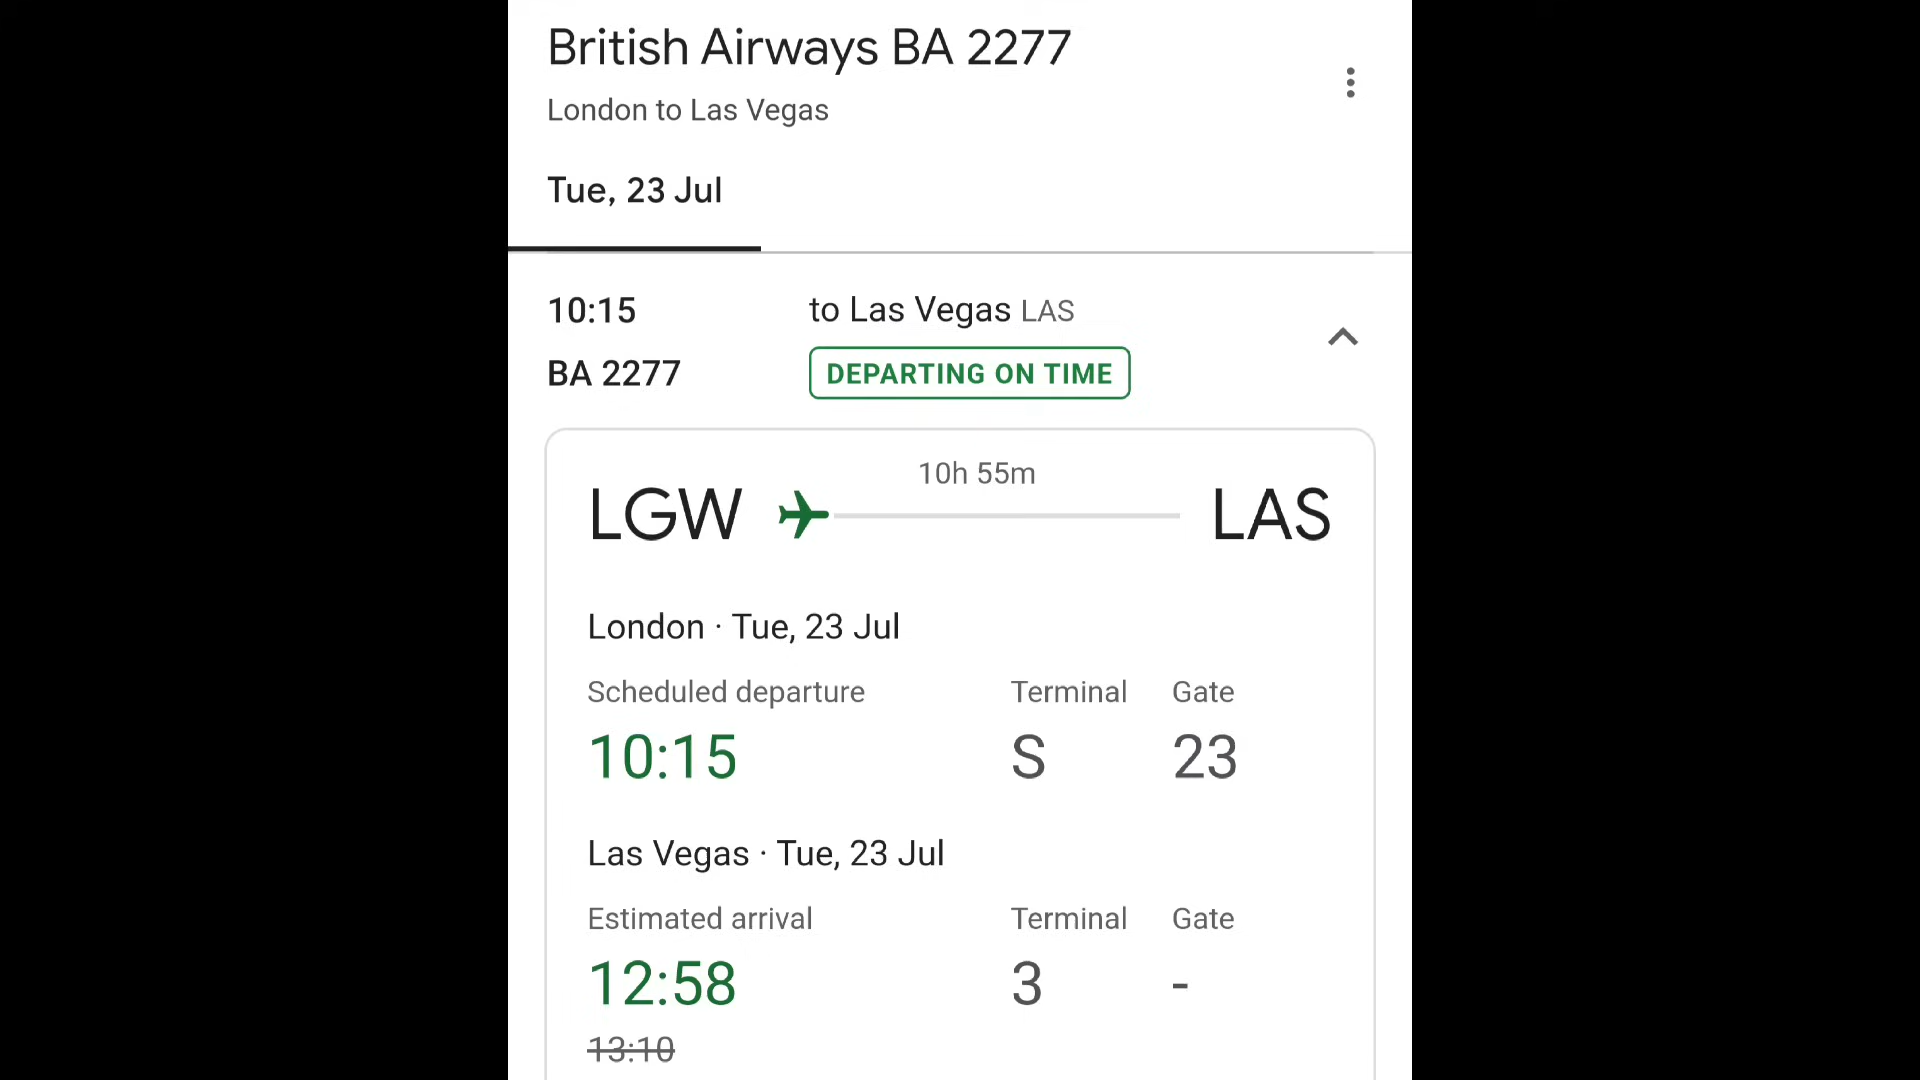 British Airways BA 2277
London to Las Vegas
Tue, 23 Jul
10:15 to Las Vegas LAS
BA 2277 DEPARTING ON TIME
10h 55m
LGW LAS
London · Tue, 23 Jul
Scheduled departure Terminal Gate
10:15 S 23
Las Vegas · Tue, 23 Jul
Estimated arrival Terminal Gate
12:58 3 -
13:10